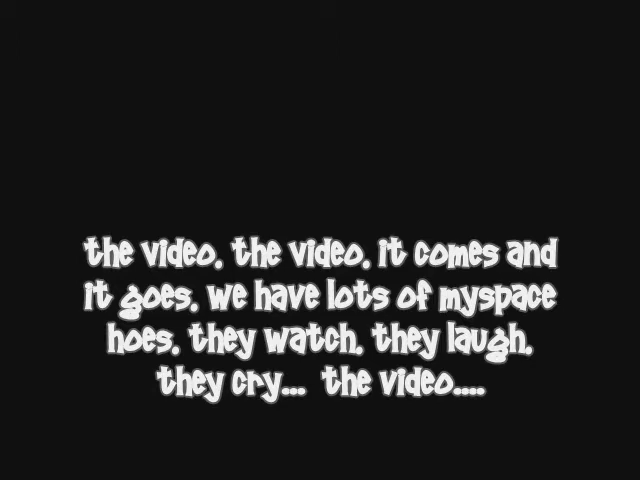 the video, the video, it comes and
it goes, we have lots of myspace
hoes, they watch, they laugh,
they cry... the video....